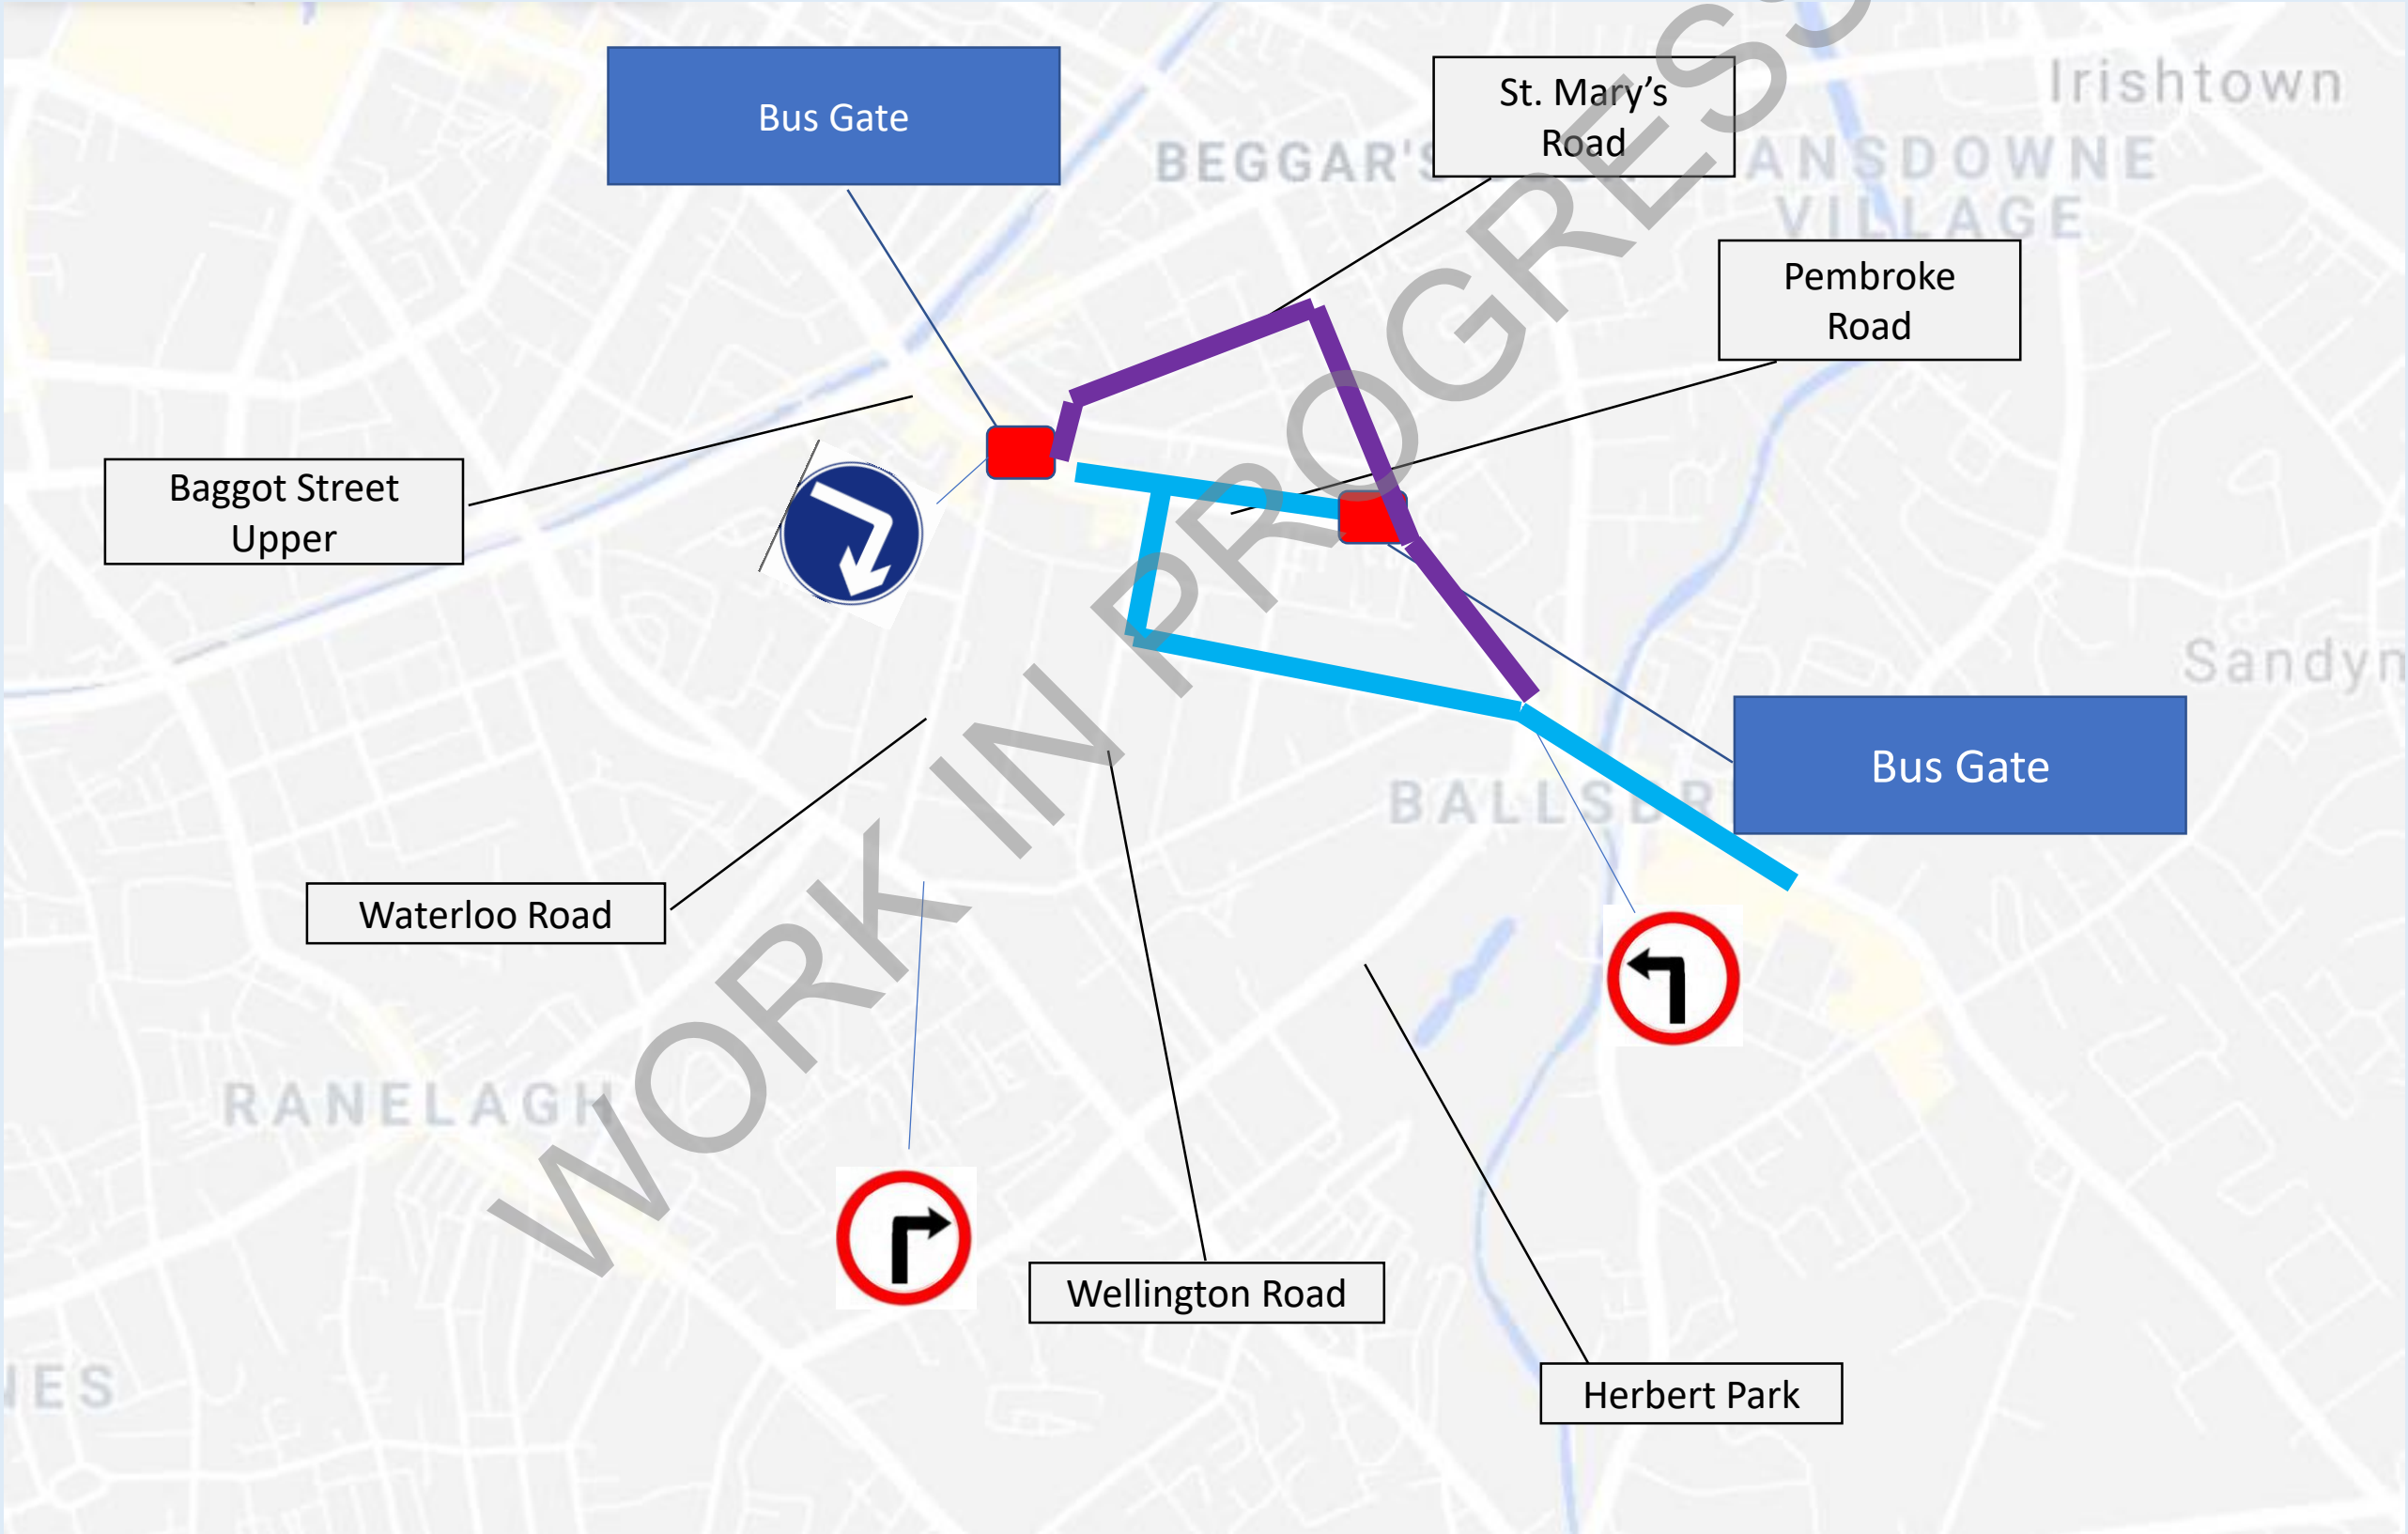 Bus Gate
St. Mary's
Road
Irishtown
BEGGAR'S
ANSDOWNE
VILLAGE
Pembroke
Road
Baggot Street
Upper
Sandyn
Bus Gate
BALLSBR
Waterloo Road
RANELAGH
Wellington Road
Herbert Park
NES
WORK IN PROGRESS